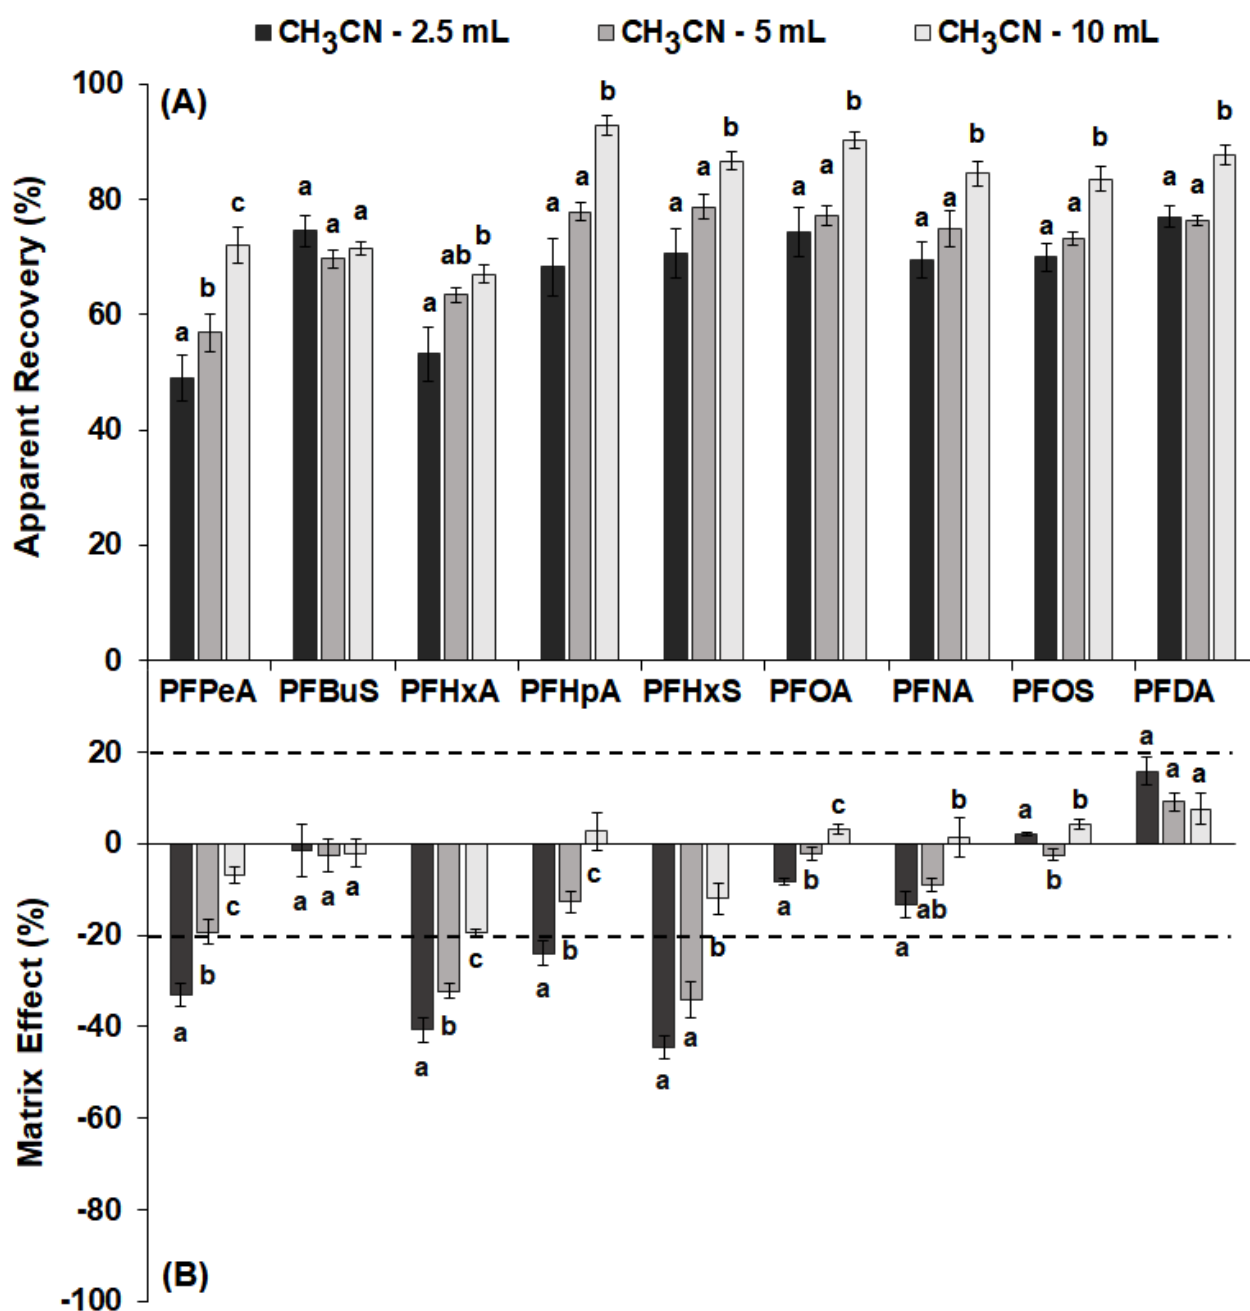 CH₃CN - 2.5 mL CH₃CN - 5 mL CH₃CN - 10 mL
(A)
Apparent Recovery (%)
100
80
60
40
20
0
a b c
a a a
a ab b
a a b
a a b
a a b
a a b
a a b
a a b
PFPeA PFBuS PFHxA PFHpA PFHxS PFOA PFNA PFOS PFDA
Matrix Effect (%)
20
0
-20
-40
-60
-80
-100
a b c
a a a
a b c
a b c
a a b
a b c
a ab b
a b b
a a a
(B)